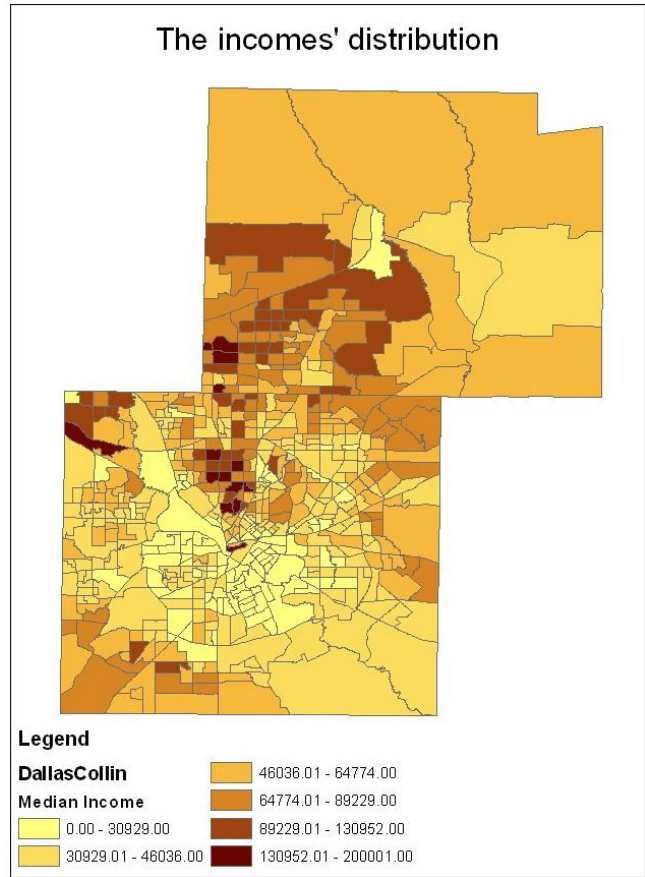 The incomes' distribution
Legend
DallasCollin
Median Income
0.00 - 30929.00
30929.01 - 46036.00
46036.01 - 64774.00
64774.01 - 89229.00
89229.01 - 130952.00
130952.01 - 200001.00